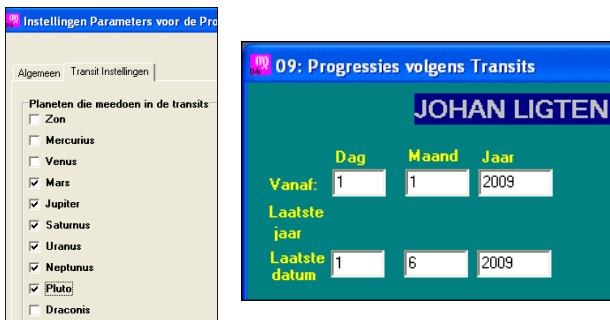 Instellingen Parameters voor de Pro
Algemeen
Transit Instellingen
Planeten die meedoen in de transits
Zon
Mercurius
Venus
Mars
Jupiter
Saturnus
Uranus
Neptunus
Pluto
Draconis
09: Progressies volgens Transits
JOHAN LIGTEN
Dag Maand Jaar
Vanaf: 1 1 2009
Laatste
jaar
Laatste
datum 1 6 2009